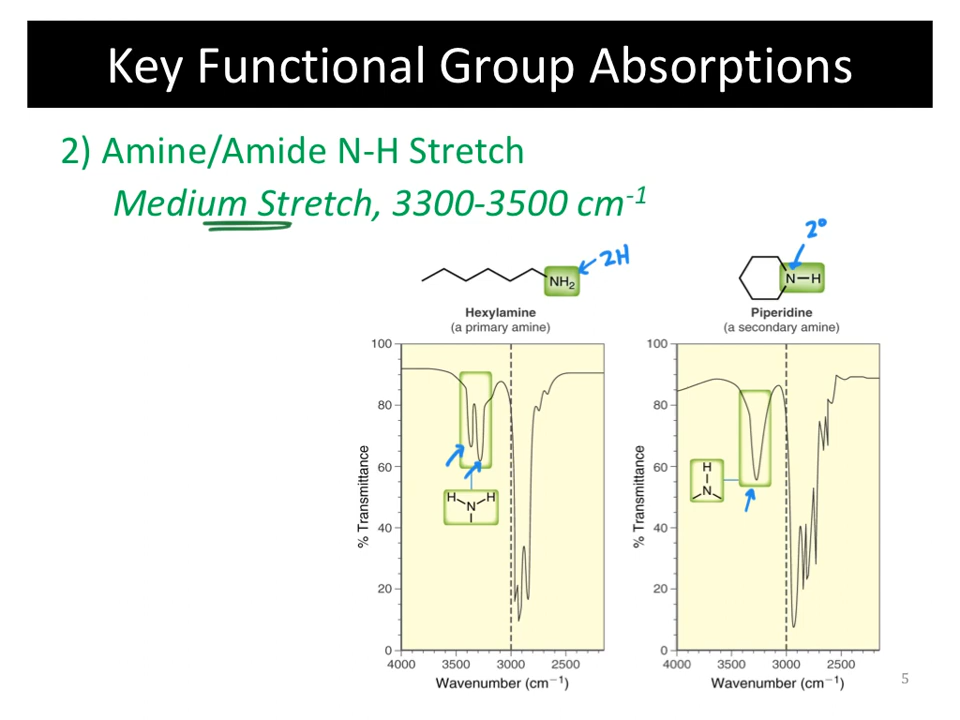 Key Functional Group Absorptions
2) Amine/Amide N-H Stretch
Medium Stretch, 3300-3500 cm-1
2H
2°
NH2
N—H
Hexylamine
(a primary amine)
Piperidine
(a secondary amine)
100
80
60
40
20
0
% Transmittance
H H
N
4000 3500 3000 2500
Wavenumber (cm−1)
100
80
60
40
20
0
% Transmittance
H
N
4000 3500 3000 2500
Wavenumber (cm−1)
5